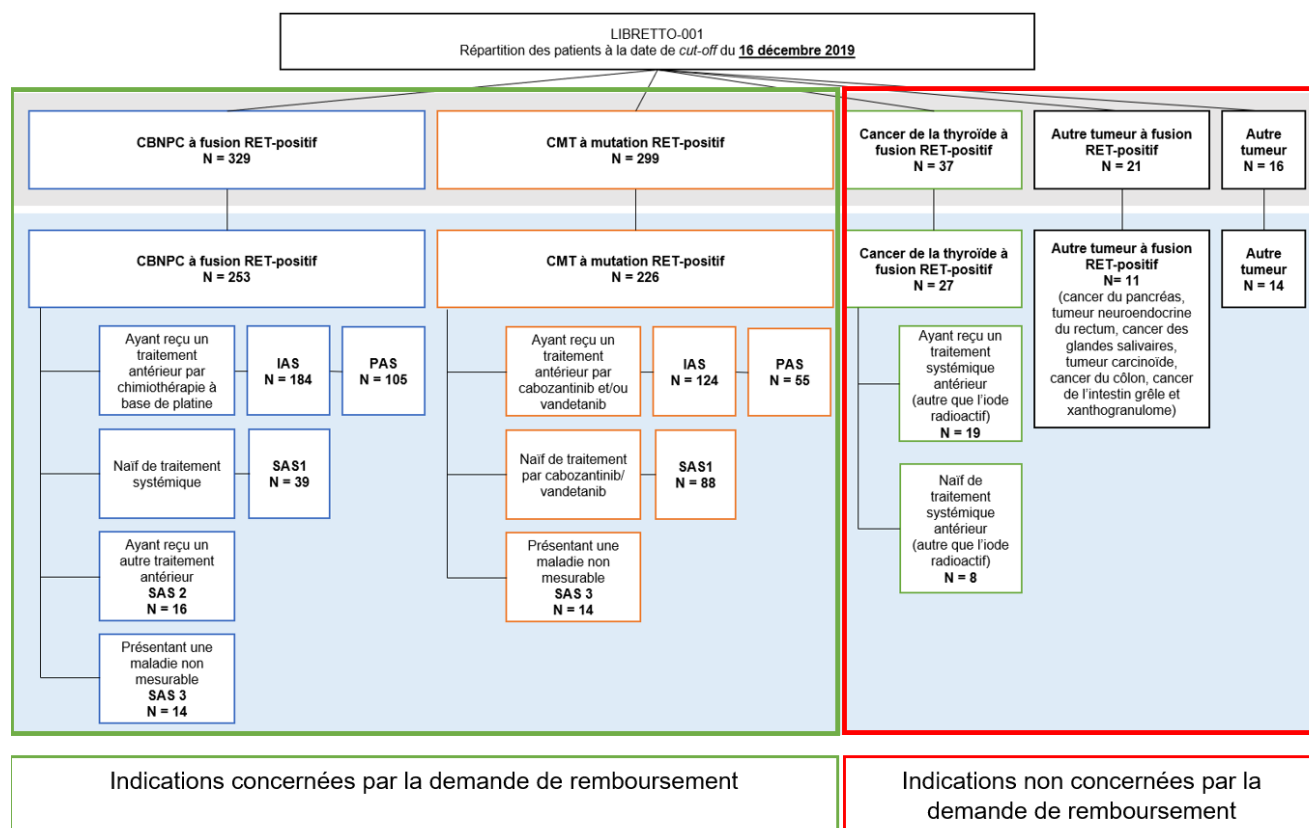 LIBRETTO-001
Répartition des patients à la date de cut-off du 16 décembre 2019
CBNPC à fusion RET-positif
N = 329
CMT à mutation RET-positif
N = 299
Cancer de la thyroïde à
fusion RET-positif
N = 37
Autre tumeur à fusion
RET-positif
N = 21
Autre
tumeur
N = 16
CBNPC à fusion RET-positif
N = 253
CMT à mutation RET-positif
N = 226
Cancer de la thyroïde à
fusion RET-positif
N = 27
Autre tumeur à fusion
RET-positif
N= 11
(cancer du pancréas,
tumeur neuroendocrine
du rectum, cancer des
glandes salivaires,
tumeur carcinoïde,
cancer du côlon, cancer
de l’intestin grêle et
xanthogranulome)
Autre
tumeur
N = 14
Ayant reçu un
traitement
antérieur par
chimiothérapie à
base de platine
IAS
N = 184
PAS
N = 105
Ayant reçu un
traitement
antérieur par
cabozantinib et/ou
vandetanib
IAS
N = 124
PAS
N = 55
Ayant reçu un
traitement
systémique
antérieur
(autre que l’iode
radioactif)
N = 19
Naïf de traitement
systémique
SAS1
N = 39
Naïf de traitement
par cabozantinib/
vandetanib
SAS1
N = 88
Naïf de
traitement
systémique
antérieur
(autre que l’iode
radioactif)
N = 8
Ayant reçu un
autre traitement
antérieur
SAS 2
N = 16
Présentant une
maladie non
mesurable
SAS 3
N = 14
Présentant une
maladie non
mesurable
SAS 3
N = 14
Indications concernées par la demande de remboursement
Indications non concernées par la
demande de remboursement